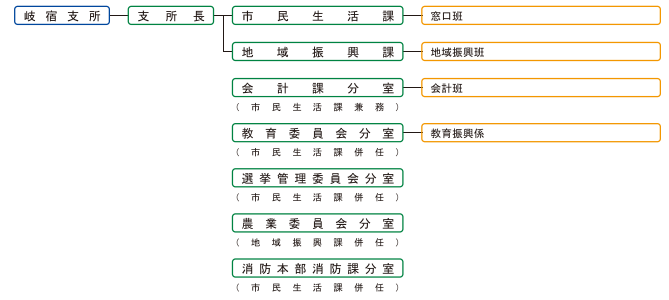 岐宿支所 支所長 市民生活課 窓口班
地域振興課 地域振興班
会計課分室 会計班
（市民生活課兼務）
教育委員会分室 教育振興係
（市民生活課併任）
選挙管理委員会分室
（市民生活課併任）
農業委員会分室
（地域振興課併任）
消防本部消防課分室
（市民生活課併任）